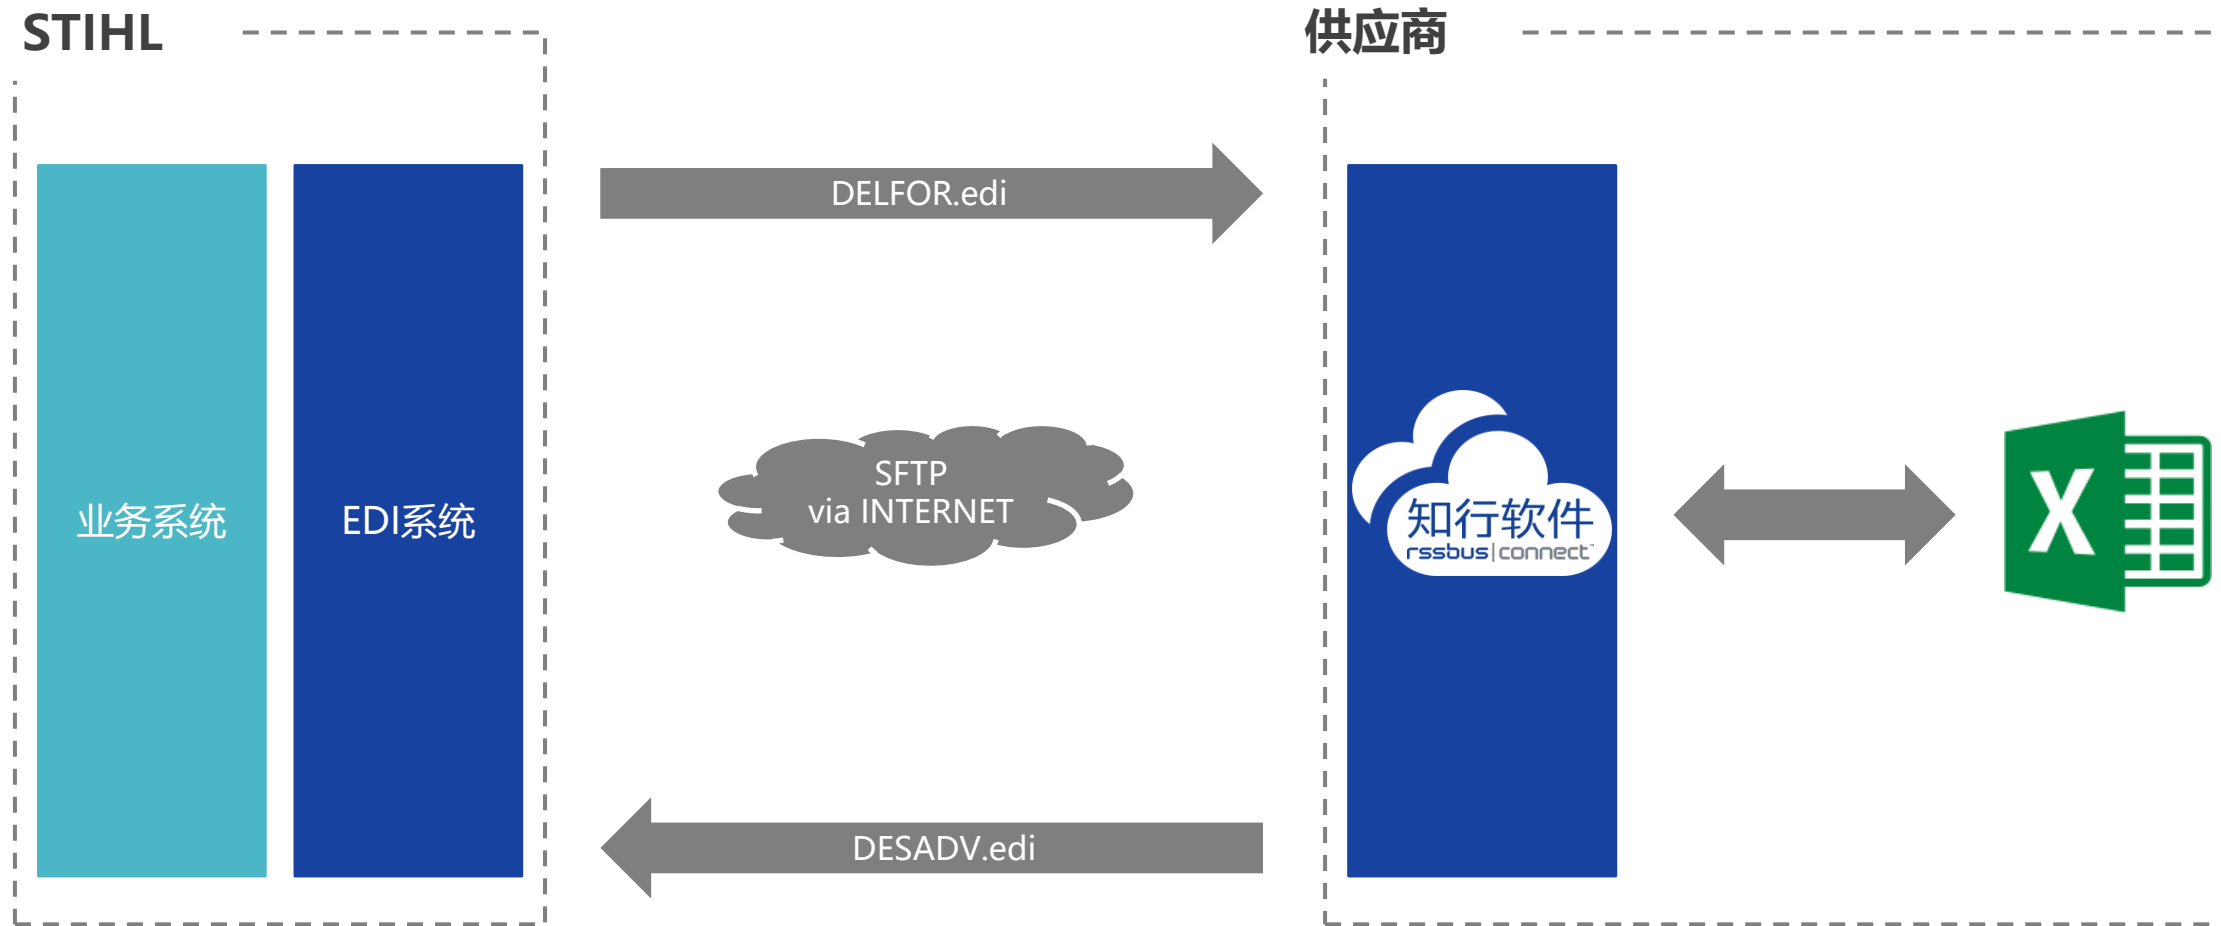 STIHL
供应商
DELFOR.edi
业务系统
EDI系统
SFTP
via INTERNET
知行软件
rssbus|connect™
X
DESADV.edi